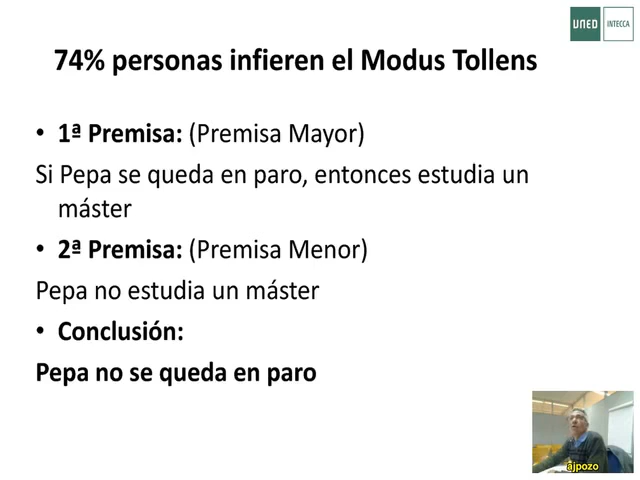 UNED INTECCA
74% personas infieren el Modus Tollens
• 1ª Premisa: (Premisa Mayor)
Si Pepa se queda en paro, entonces estudia un
máster
• 2ª Premisa: (Premisa Menor)
Pepa no estudia un máster
• Conclusión:
Pepa no se queda en paro
ajpozo